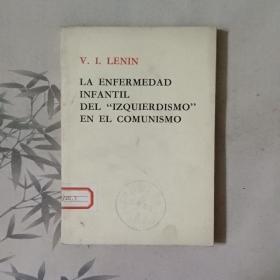 V. I. LENIN
LA ENFERMEDAD
INFANTIL
DEL “IZQUIERDISMO”
EN EL COMUNISMO